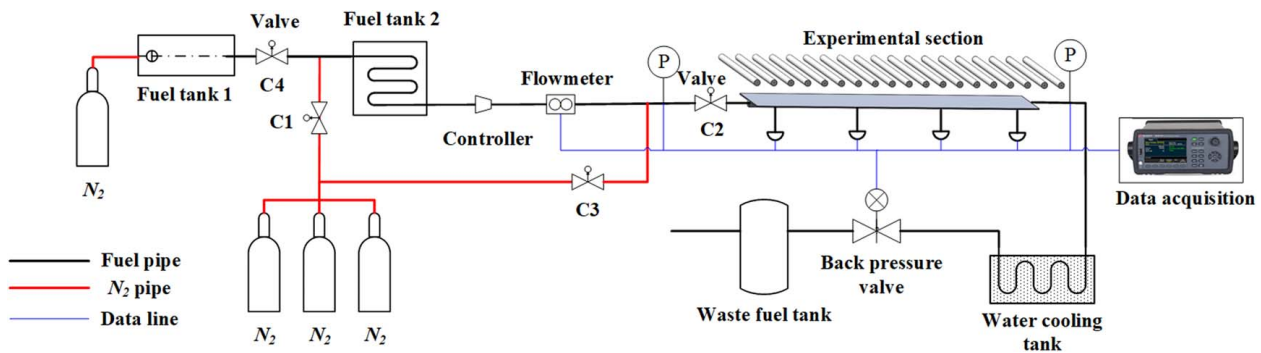 Valve
Fuel tank 2
Experimental section
P
P
Flowmeter
Valve
Fuel tank 1
C4
C1
Controller
C2
N2
C3
Data acquisition
Fuel pipe
N2 pipe
Data line
Back pressure
valve
Waste fuel tank
Water cooling
tank
N2
N2
N2